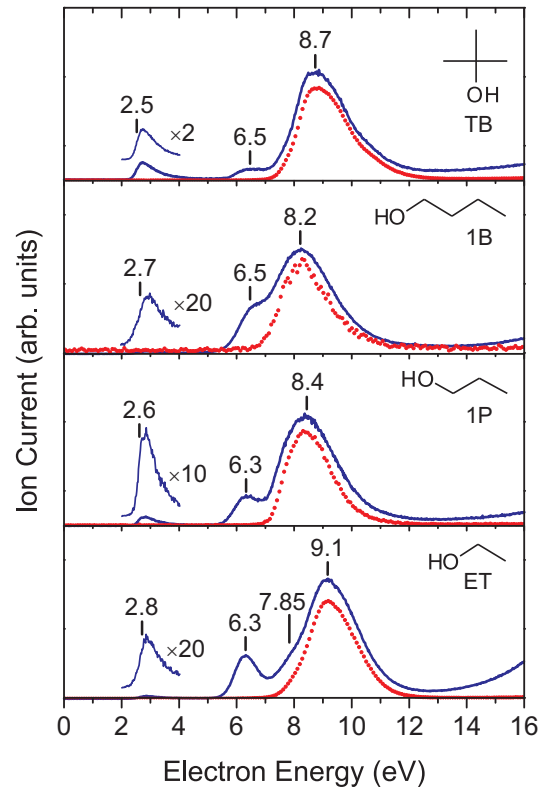 8.7
OH
TB
2.5
×2
6.5
8.2
HO
1B
2.7
×20
6.5
8.4
HO
1P
2.6
×10
6.3
9.1
HO
ET
7.85
2.8
×20
6.3
0 2 4 6 8 10 12 14 16
Electron Energy (eV)
Ion Current (arb. units)